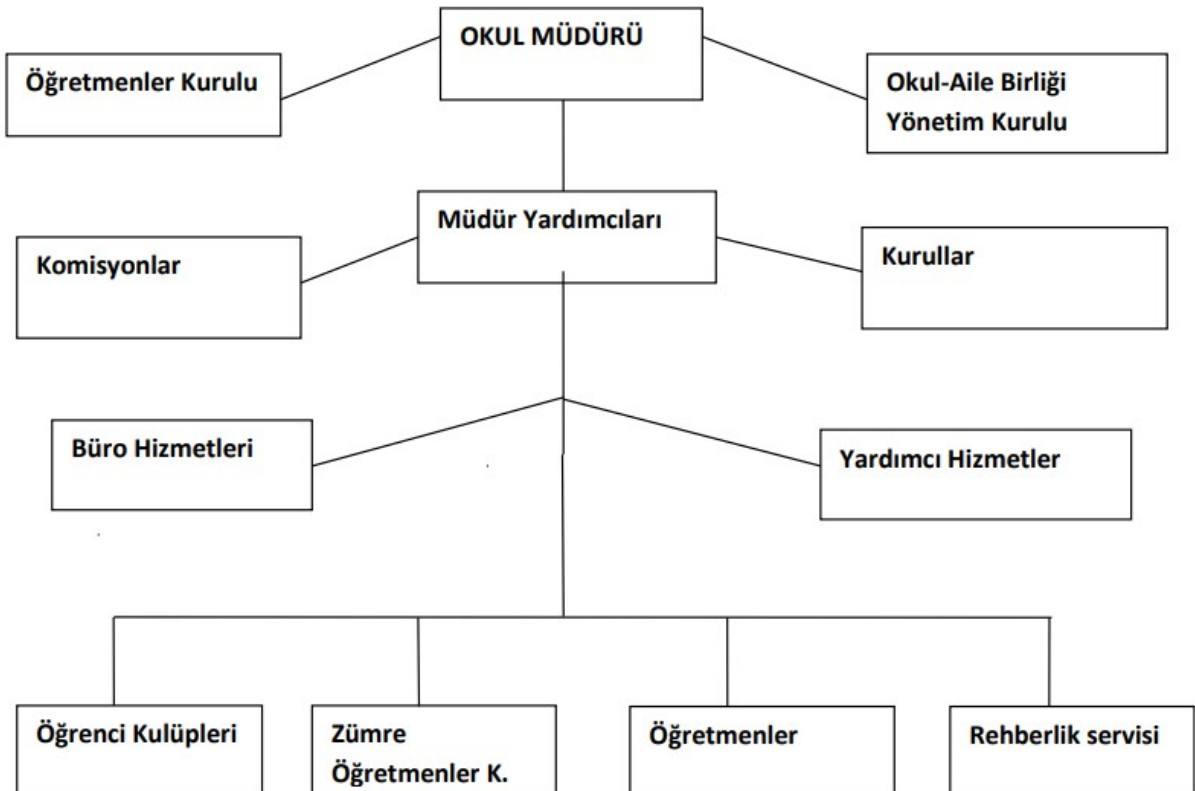 OKUL MÜDÜRÜ
Öğretmenler Kurulu
Okul-Aile Birliği
Yönetim Kurulu
Müdür Yardımcıları
Komisyonlar
Kurullar
Büro Hizmetleri
Yardımcı Hizmetler
Öğrenci Kulüpleri
Zümre
Öğretmenler K.
Öğretmenler
Rehberlik servisi